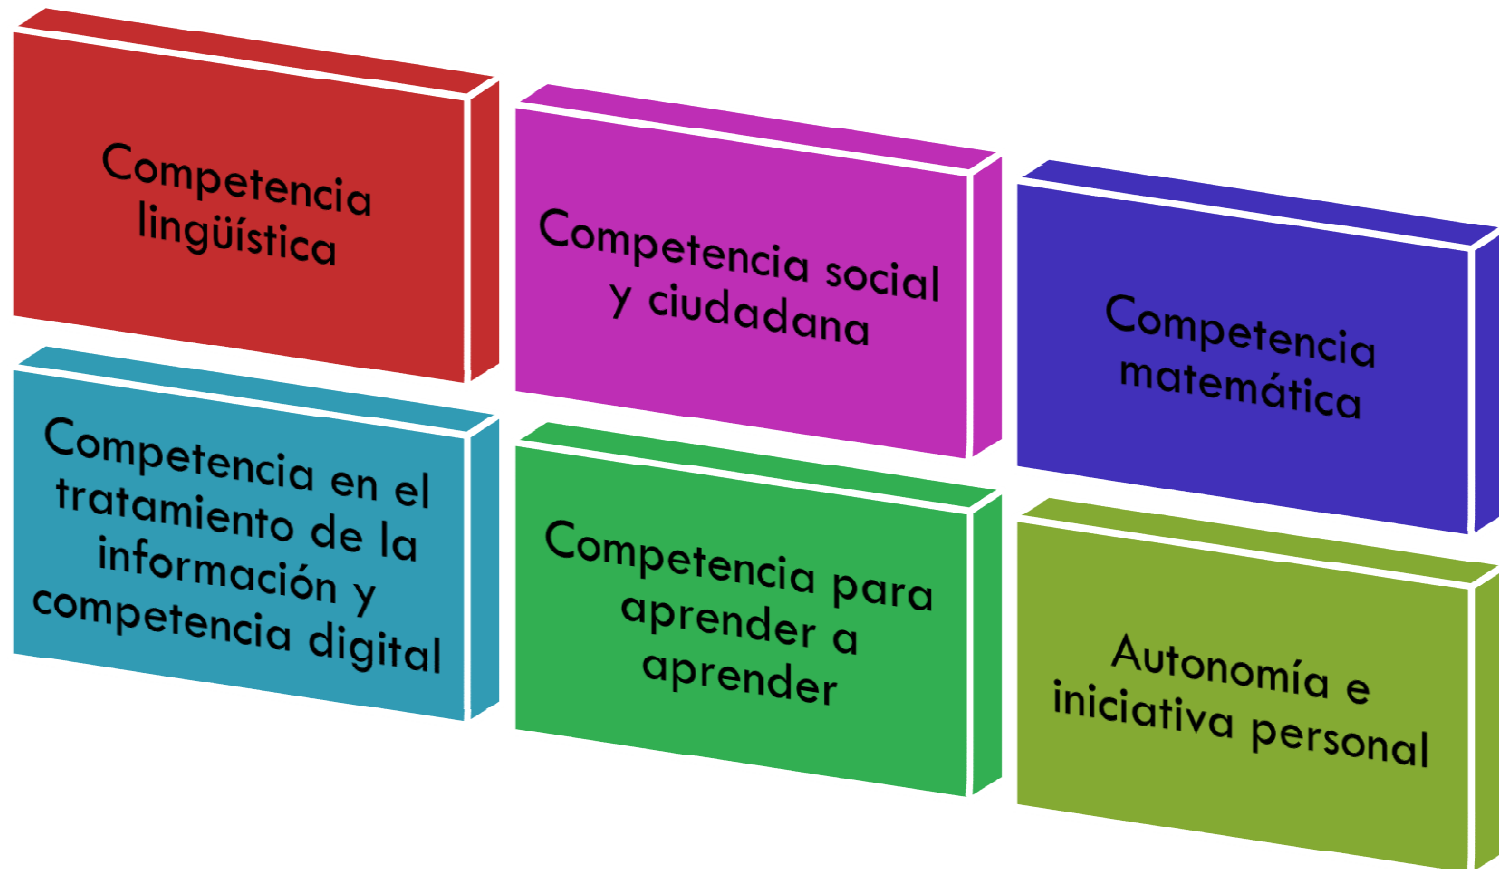 Competencia
lingüística
Competencia social
y ciudadana
Competencia
matemática
Competencia en el
tratamiento de la
información y
competencia digital
Competencia para
aprender a
aprender
Autonomía e
iniciativa personal